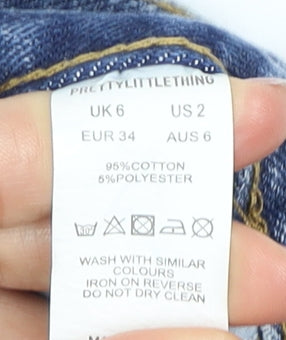 PRETTYLITTLETHING
UK 6 US 2
EUR 34 AUS 6
95%COTTON
5%POLYESTER
WASH WITH SIMILAR
COLOURS
IRON ON REVERSE
DO NOT DRY CLEAN